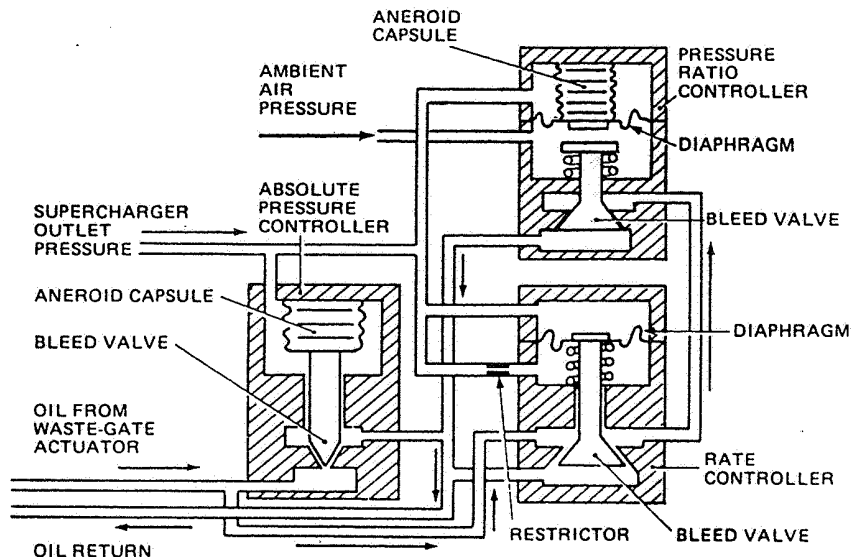 ANEROID
CAPSULE
PRESSURE
RATIO
CONTROLLER
AMBIENT
AIR
PRESSURE
DIAPHRAGM
ABSOLUTE
PRESSURE
CONTROLLER
SUPERCHARGER
OUTLET
PRESSURE
BLEED VALVE
ANEROID CAPSULE
BLEED VALVE
DIAPHRAGM
OIL FROM
WASTE-GATE
ACTUATOR
RATE
CONTROLLER
OIL RETURN
RESTRICTOR
BLEED VALVE